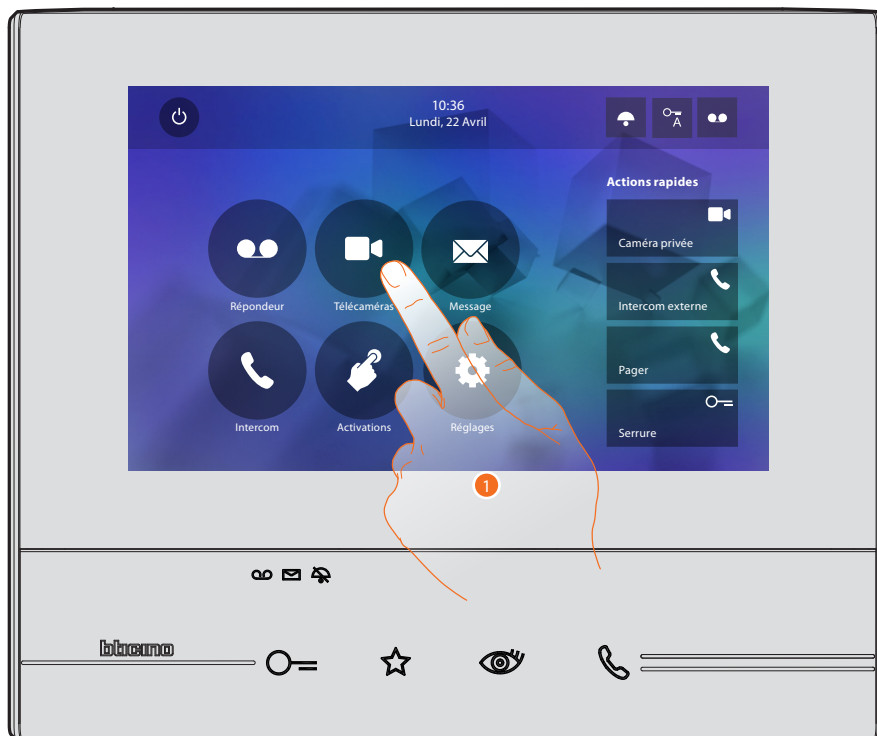 10:36
Lundi, 22 Avril
A
Actions rapides
Caméra privée
Intercom externe
Pager
Serrure
Répondeur
Télécaméras
Message
Intercom
Activations
Réglages
1
bticino